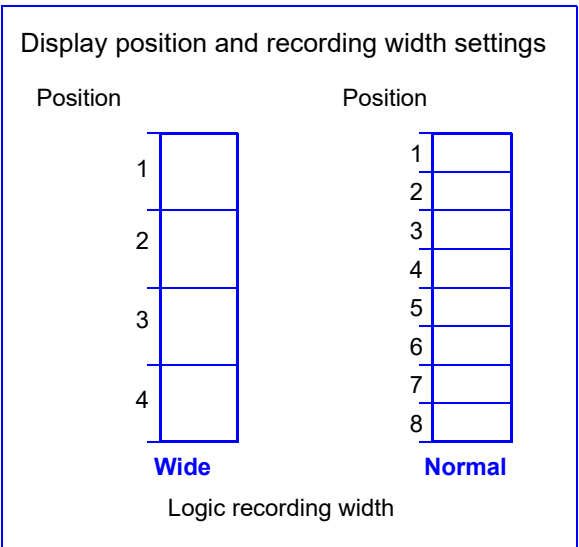 Display position and recording width settings
Position
1
2
3
4
Wide
Position
1
2
3
4
5
6
7
8
Normal
Logic recording width